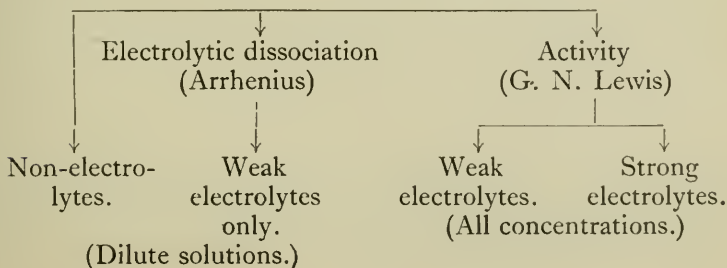 Electrolytic dissociation Activity
(Arrhenius) (G. N. Lewis)
Non-electro- Weak Weak Strong
lytes. electrolytes electrolytes. electrolytes.
only. (All concentrations.)
(Dilute solutions.)